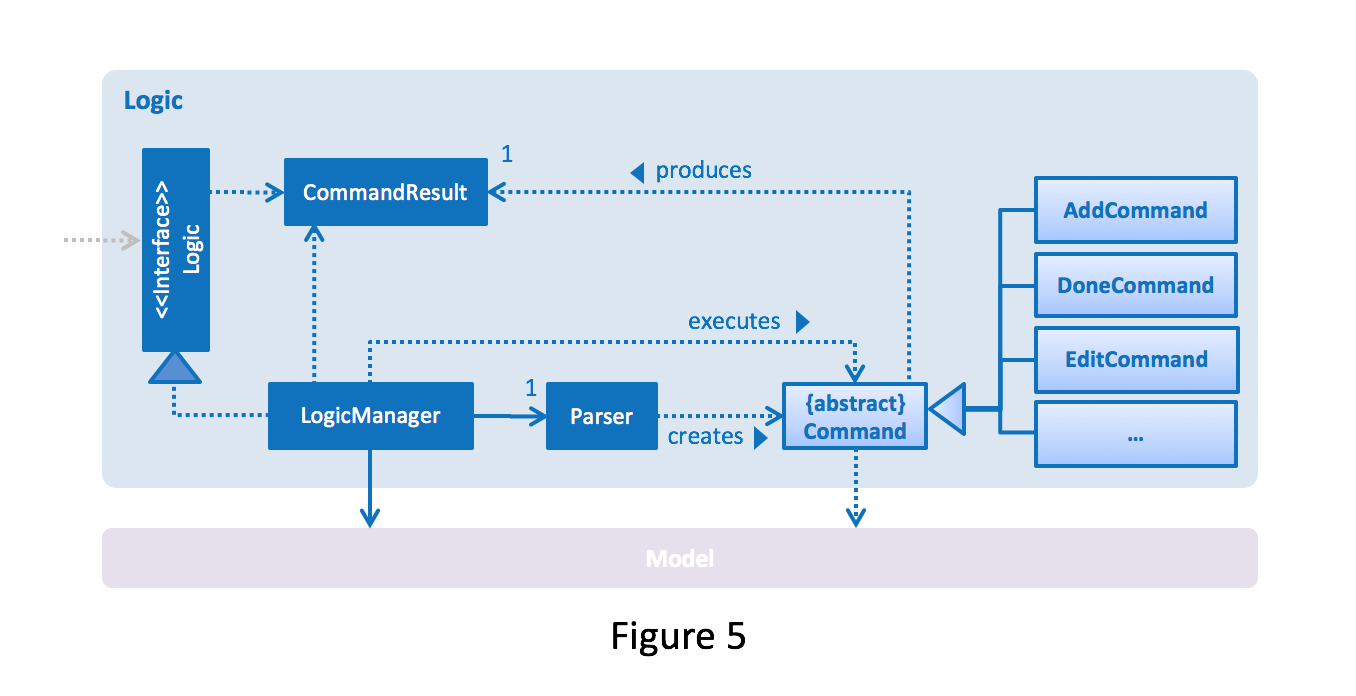 Logic
<<Interface>>
Logic
CommandResult
1
produces
AddCommand
DoneCommand
EditCommand
...
executes
LogicManager
1
Parser
creates
{abstract}
Command
Model
Figure 5